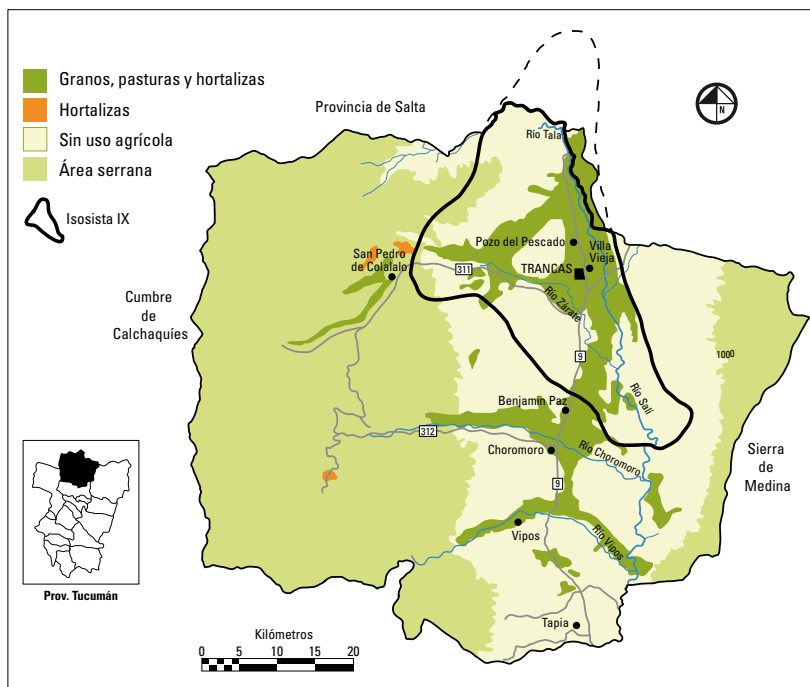 Granos, pasturas y hortalizas
Hortalizas
Sin uso agrícola
Área serrana
Isosista IX
Provincia de Salta
N
Río Tala
Pozo del Pescado
Villa
Vieja
TRANCAS
San Pedro
de Colalalo
311
Río Zárate
Cumbre
de
Calchaquíes
9
1000
Río Salí
Benjamín Paz
312
Choromoro
Río Choromoro
Sierra
de
Medina
9
Vipos
Río Vipos
Tapia
Prov. Tucumán
Kilómetros
0 5 10 15 20